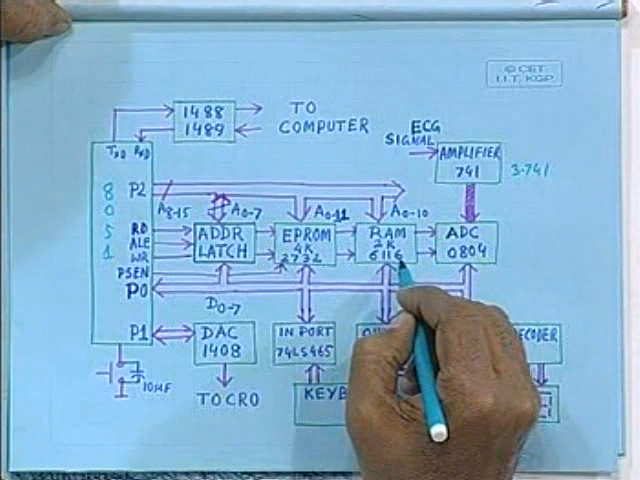 © CET
I.I.T. KGP
1488
1489
TO
COMPUTER
ECG
SIGNAL
AMPLIFIER
741
3-741
TXD RXD
8
0
5
1
P2
A8-15
A0-7
A0-11
A0-10
RD
ALE
WR
PSEN
P0
P1
ADDR
LATCH
EPROM
4K
2732
RAM
2K
6116
ADC
0804
D0-7
DAC
1408
IN PORT
74LS465
ECODER
10MF
TO CRO
KEYB